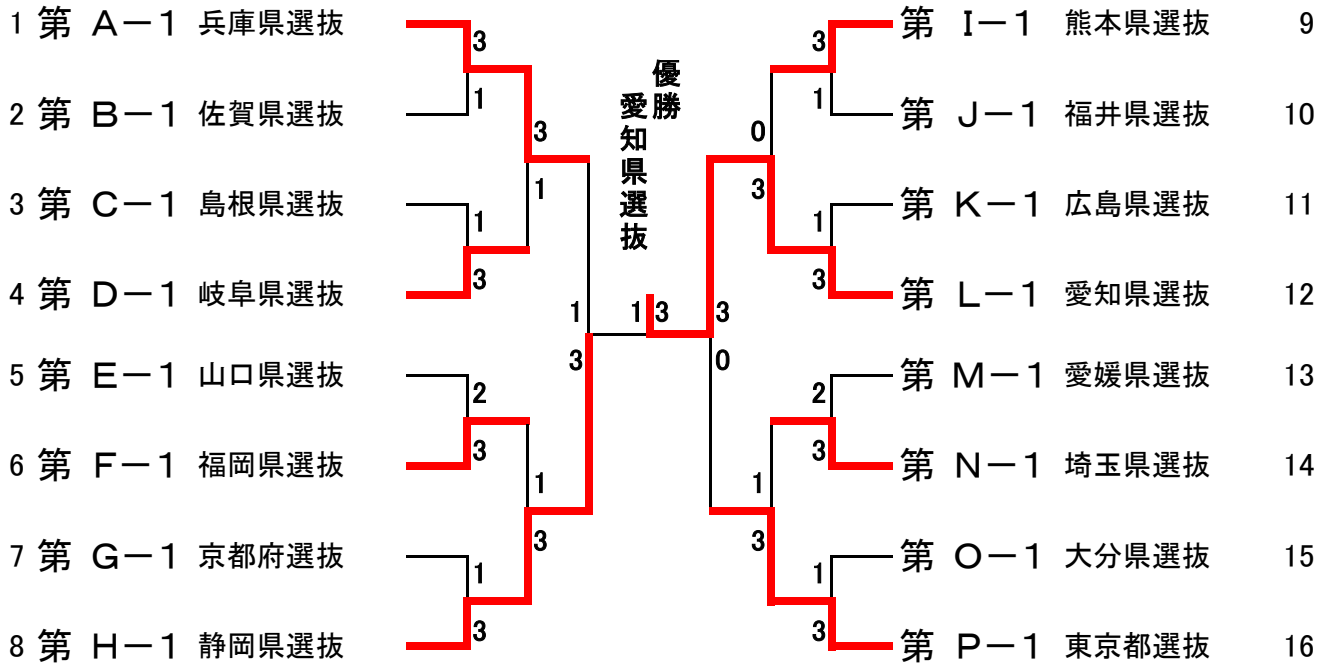 1 第 A－1 兵庫県選抜
2 第 B－1 佐賀県選抜
3 第 C－1 島根県選抜
4 第 D－1 岐阜県選抜
5 第 E－1 山口県選抜
6 第 F－1 福岡県選抜
7 第 G－1 京都府選抜
8 第 H－1 静岡県選抜
3
1
1
3
2
3
1
3
3
1
1
3
1
3
優勝
愛知県選抜
1 3
3
0
0
3
1
3
3
1
1
3
2
3
1
3
第 I－1 熊本県選抜 9
第 J－1 福井県選抜 10
第 K－1 広島県選抜 11
第 L－1 愛知県選抜 12
第 M－1 愛媛県選抜 13
第 N－1 埼玉県選抜 14
第 O－1 大分県選抜 15
第 P－1 東京都選抜 16